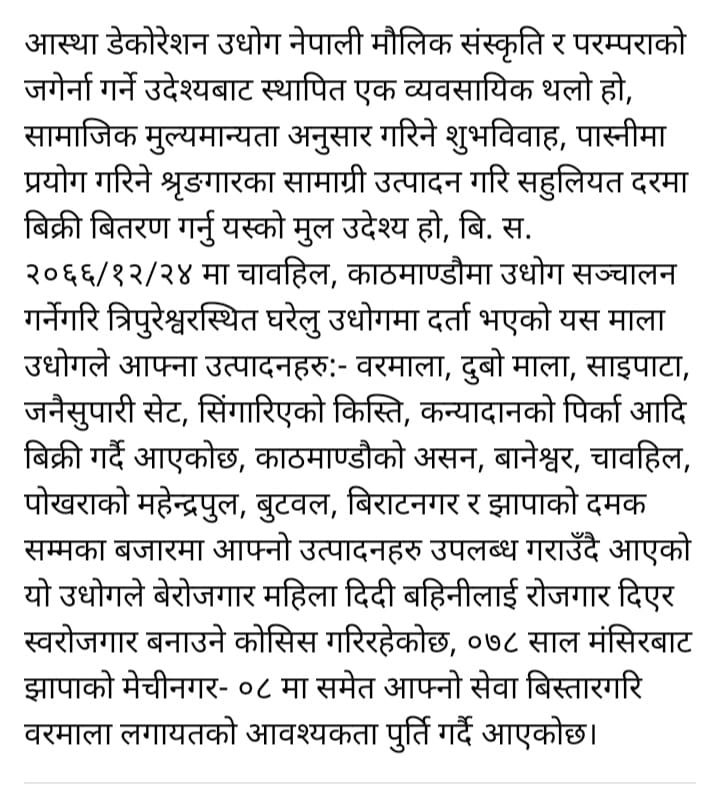 आस्था डेकोरेशन उधोग नेपाली मौलिक संस्कृति र परम्पराको
जगेर्ना गर्ने उदेश्यबाट स्थापित एक व्यवसायिक थलो हो,
सामाजिक मुल्यमान्यता अनुसार गरिने शुभविवाह, पास्नीमा
प्रयोग गरिने श्रृङगारका सामाग्री उत्पादन गरि सहुलियत दरमा
बिक्री बितरण गर्नु यस्को मुल उदेश्य हो, बि. स.
२०६६/१२/२४ मा चावहिल, काठमाण्डौमा उधोग सञ्चालन
गर्नेगरि त्रिपुरेश्वरस्थित घरेलु उधोगमा दर्ता भएको यस माला
उधोगले आफ्ना उत्पादनहरु:- वरमाला, दुबो माला, साइपाटा,
जनैसुपारी सेट, सिंगारिएको किस्ति, कन्यादानको पिर्का आदि
बिक्री गर्दै आएकोछ, काठमाण्डौको असन, बानेश्वर, चावहिल,
पोखराको महेन्द्रपुल, बुटवल, बिराटनगर र झापाको दमक
सम्मका बजारमा आफ्नो उत्पादनहरु उपलब्ध गराउँदै आएको
यो उधोगले बेरोजगार महिला दिदी बहिनीलाई रोजगार दिएर
स्वरोजगार बनाउने कोसिस गरिरहेकोछ, ०७८ साल मंसिरबाट
झापाको मेचीनगर- ०८ मा समेत आफ्नो सेवा बिस्तारगरि
वरमाला लगायतको आवश्यकता पुर्ति गर्दै आएकोछ।